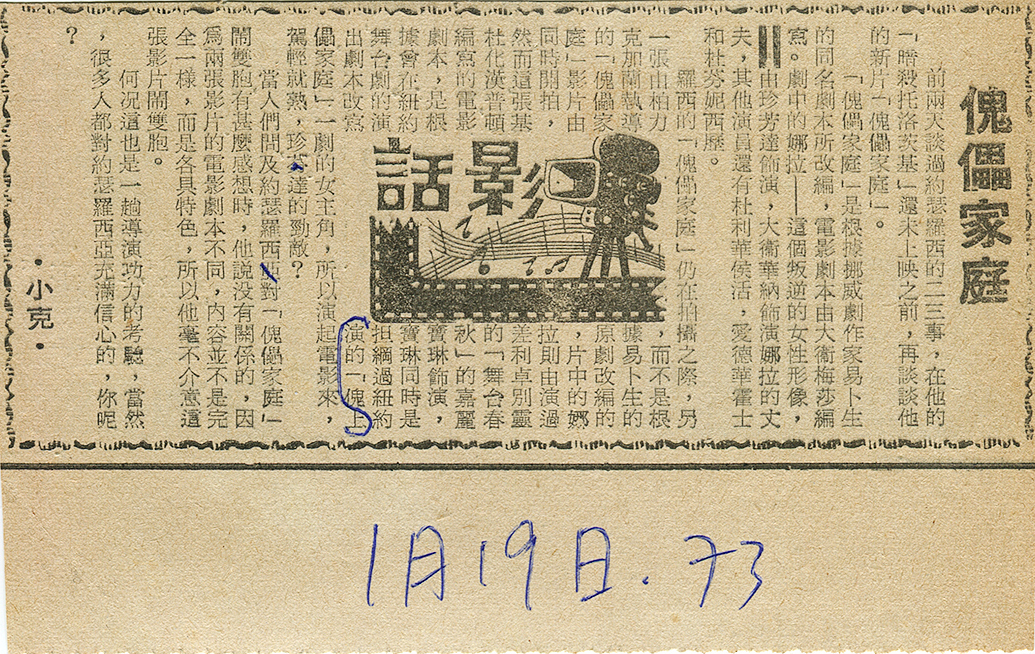 傀儡家庭
前兩天談過約瑟羅西的二三事，在他的
「暗殺托洛茨基」還未上映之前，再談談他
的新片「傀儡家庭」。
「傀儡家庭」是根據挪威劇作家易卜生
的同名劇本所改編，電影劇本由大衛梅莎編
寫。劇中的娜拉——這個叛逆的女性形像，
由珍芳達飾演，大衛華納飾演娜拉的丈
夫，其他演員還有杜利華侯活，愛德華霍士
和杜芬妮西歷。
羅西的「傀儡家庭」仍在拍攝之際，另
一張由柏力
克加蘭執導
的「傀儡家
庭」影片由
同時開拍，
然而這張基
杜化漢普頓
編寫的電影
劇本，是根
據曾在紐約
舞台劇的演
出劇本改寫
影話
，而不是根
據易卜生的
原劇改編的
，片中的娜
拉則由演過
差利卓別靈
的「舞台春
秋」的嘉麗
寶琳飾演，
寶琳同時是
担綱過紐約
演的「傀上
儡家庭」一劇的女主角，所以演起電影來，
駕輕就熟，珍芳達的勁敵？
當人們問及約瑟羅西亞對「傀儡家庭」
鬧雙胞有甚麼感想時，他說没有關係的，因
為兩張影片的電影劇本不同，內容並不是完
全一樣，而是各具特色，所以他毫不介意這
張影片鬧雙胞。
何況這也是一趟導演功力的考驗，當然
，很多人都對約瑟羅西亞充滿信心的，你呢
？
·小克·
1月19日.73